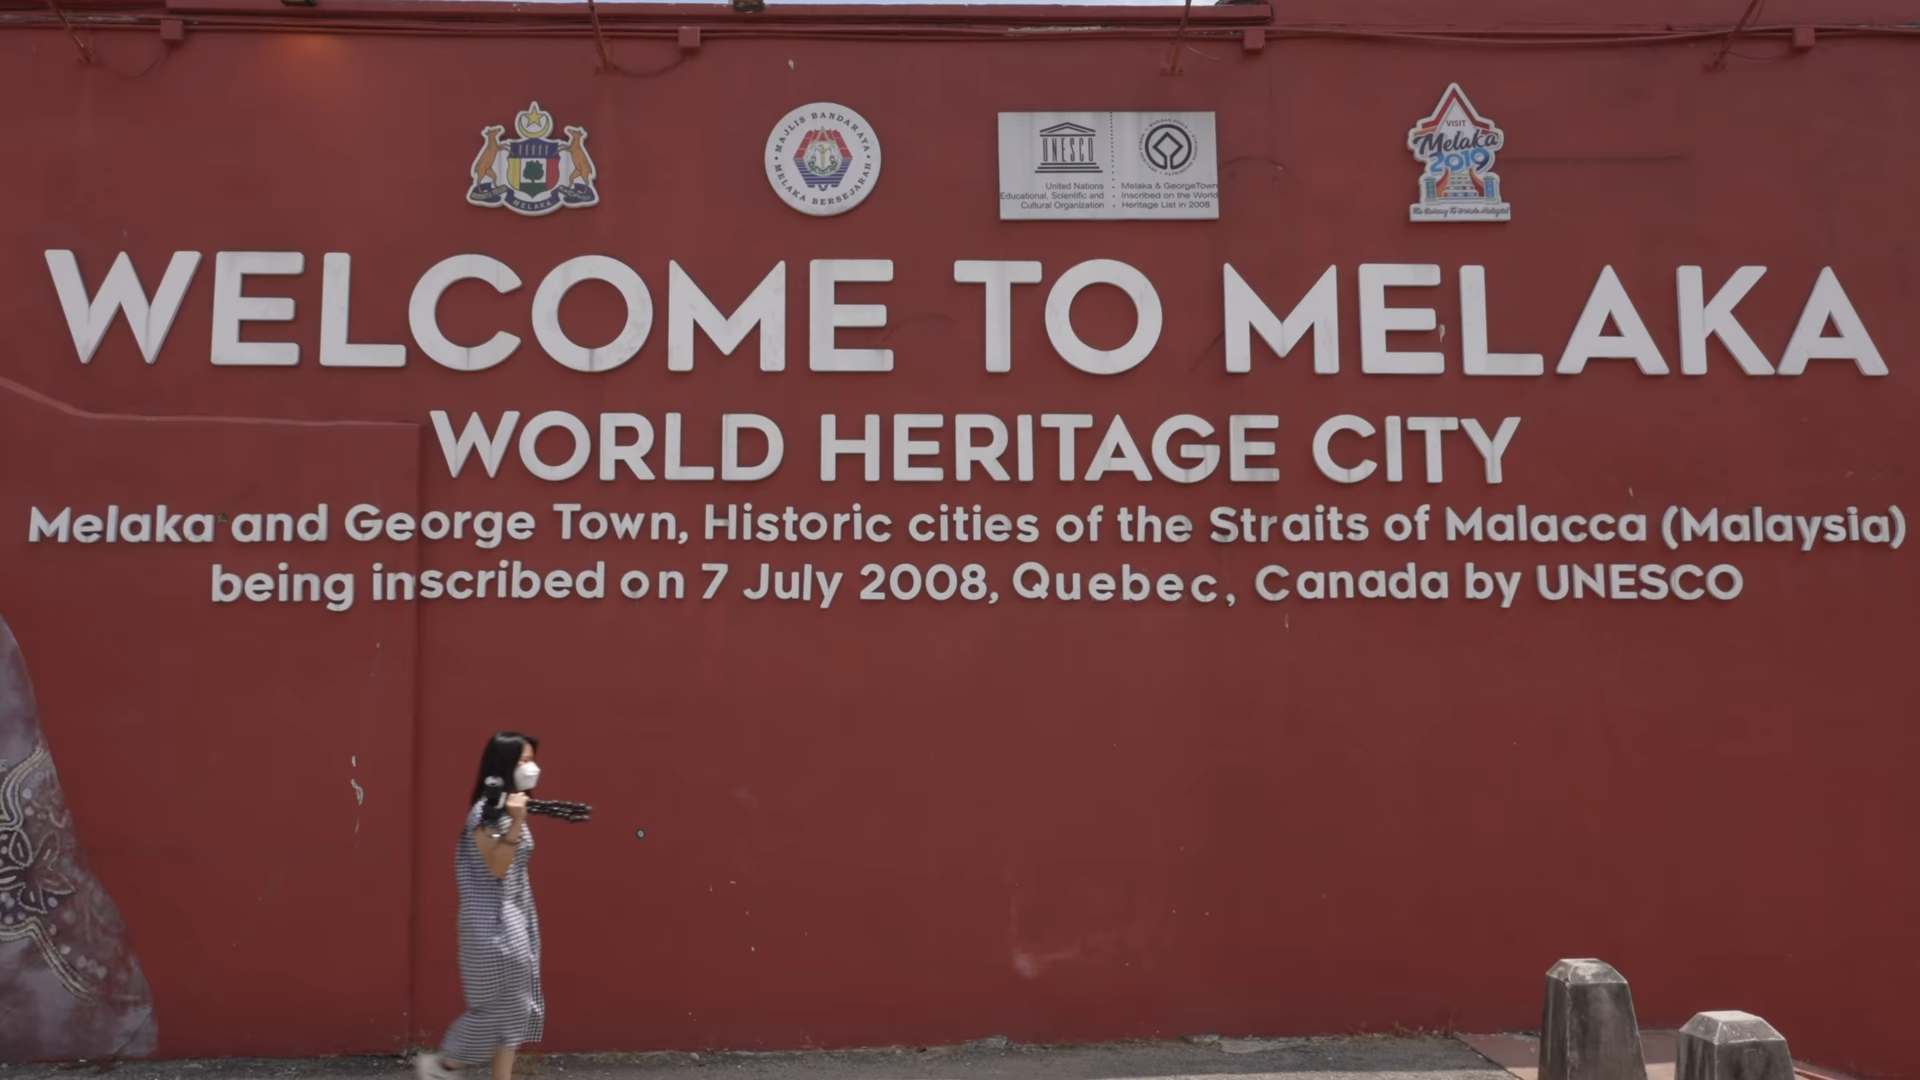 MELAKA
MAJLIS BANDARAYA
MELAKA BERSEJARAH
UNESCO
United Nations
Educational, Scientific and
Cultural Organization
Melaka & GeorgeTown
Inscribed on the World
Heritage List in 2008
VISIT
Melaka
2019
WELCOME TO MELAKA
WORLD HERITAGE CITY
Melaka and George Town, Historic cities of the Straits of Malacca (Malaysia)
being inscribed on 7 July 2008, Quebec, Canada by UNESCO